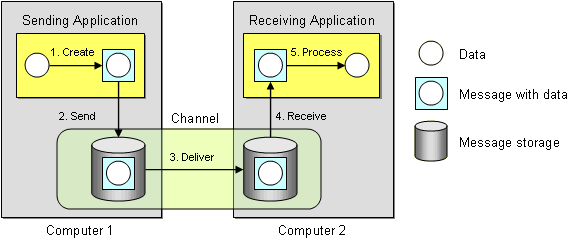 Sending Application
Receiving Application
1. Create
5. Process
Data
Message with data
2. Send
Channel
4. Receive
Message storage
3. Deliver
Computer 1
Computer 2